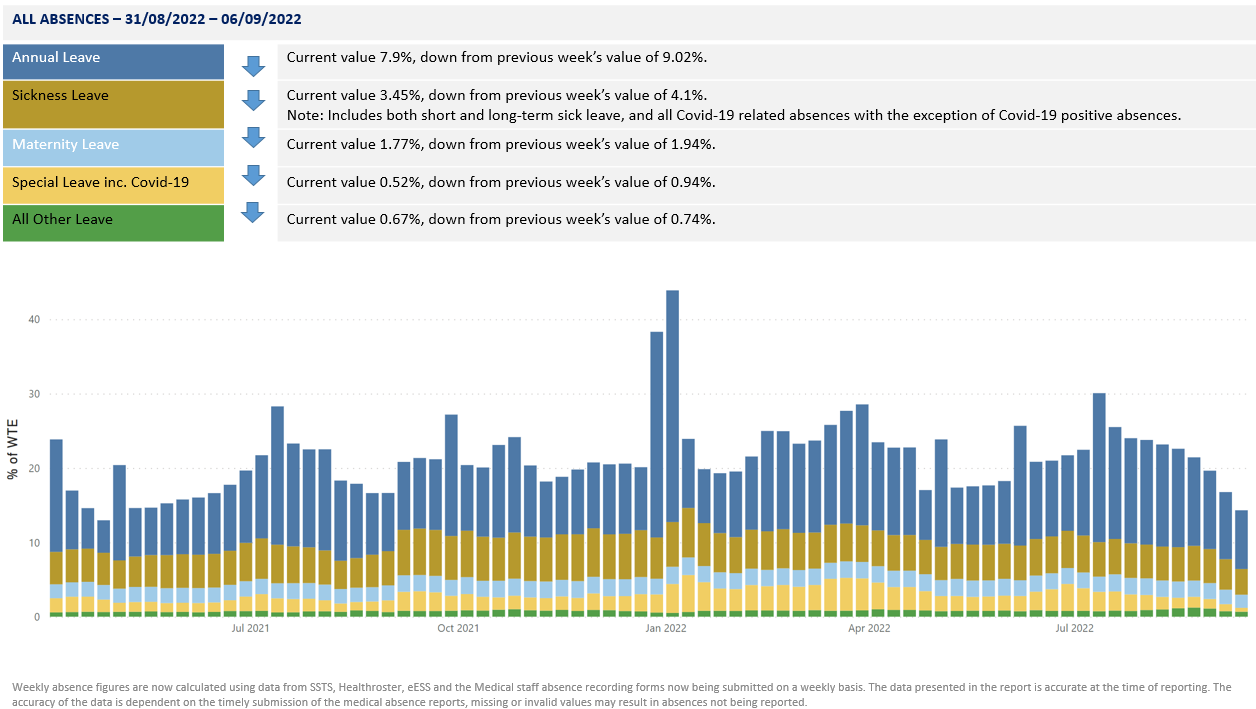 ALL ABSENCES – 31/08/2022 – 06/09/2022
Annual Leave
Current value 7.9%, down from previous week’s value of 9.02%.
Sickness Leave
Current value 3.45%, down from previous week’s value of 4.1%.
Note: Includes both short and long-term sick leave, and all Covid-19 related absences with the exception of Covid-19 positive absences.
Maternity Leave
Current value 1.77%, down from previous week’s value of 1.94%.
Special Leave inc. Covid-19
Current value 0.52%, down from previous week’s value of 0.94%.
All Other Leave
Current value 0.67%, down from previous week’s value of 0.74%.
% of WTE
40
30
20
10
0
Jul 2021
Oct 2021
Jan 2022
Apr 2022
Jul 2022
Weekly absence figures are now calculated using data from SSTS, Healthroster, eESS and the Medical staff absence recording forms now being submitted on a weekly basis. The data presented in the report is accurate at the time of reporting. The
accuracy of the data is dependent on the timely submission of the medical absence reports, missing or invalid values may result in absences not being reported.